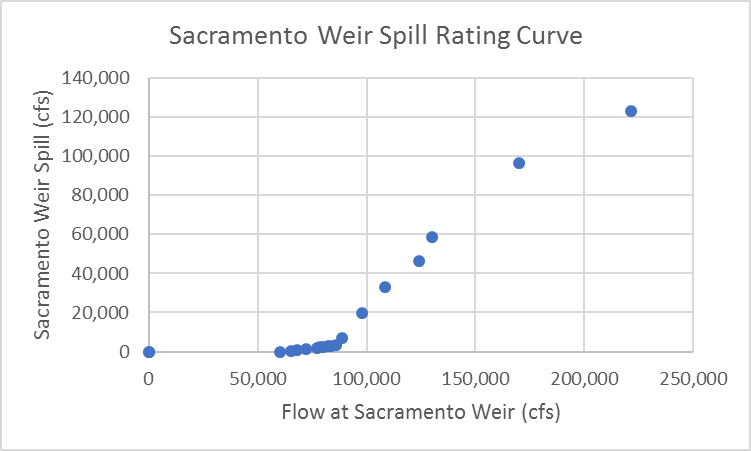 Sacramento Weir Spill Rating Curve
Sacramento Weir Spill (cfs)
140,000
120,000
100,000
80,000
60,000
40,000
20,000
0
0 50,000 100,000 150,000 200,000 250,000
Flow at Sacramento Weir (cfs)